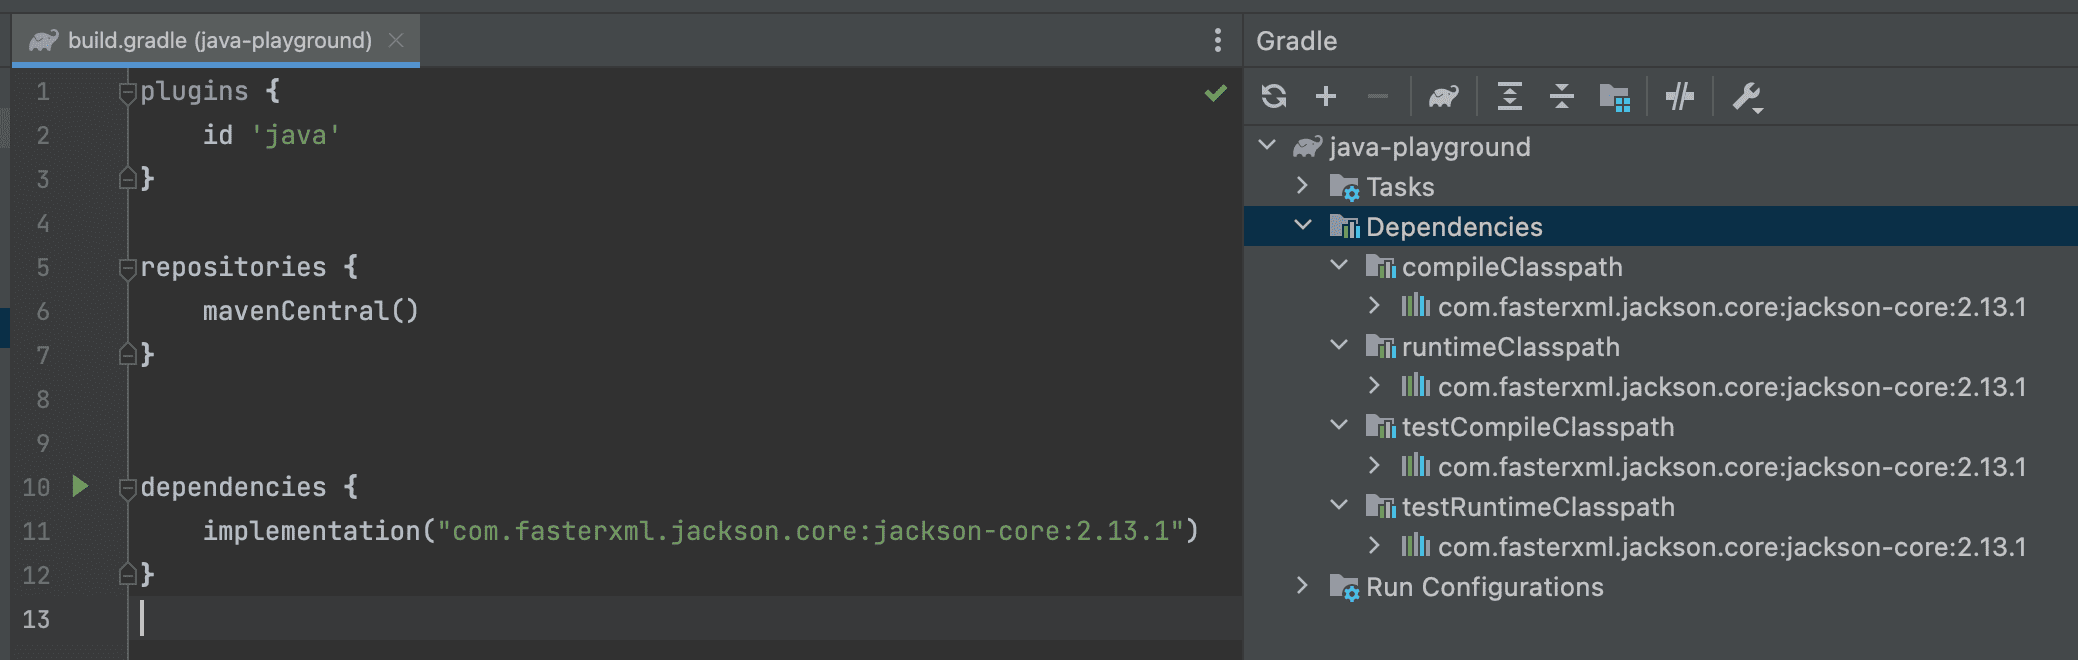 build.gradle (java-playground)
1 plugins {
2     id 'java'
3 }
4
5 repositories {
6     mavenCentral()
7 }
8
9
10 dependencies {
11     implementation("com.fasterxml.jackson.core:jackson-core:2.13.1")
12 }
13
Gradle
java-playground
Tasks
Dependencies
compileClasspath
com.fasterxml.jackson.core:jackson-core:2.13.1
runtimeClasspath
com.fasterxml.jackson.core:jackson-core:2.13.1
testCompileClasspath
com.fasterxml.jackson.core:jackson-core:2.13.1
testRuntimeClasspath
com.fasterxml.jackson.core:jackson-core:2.13.1
Run Configurations